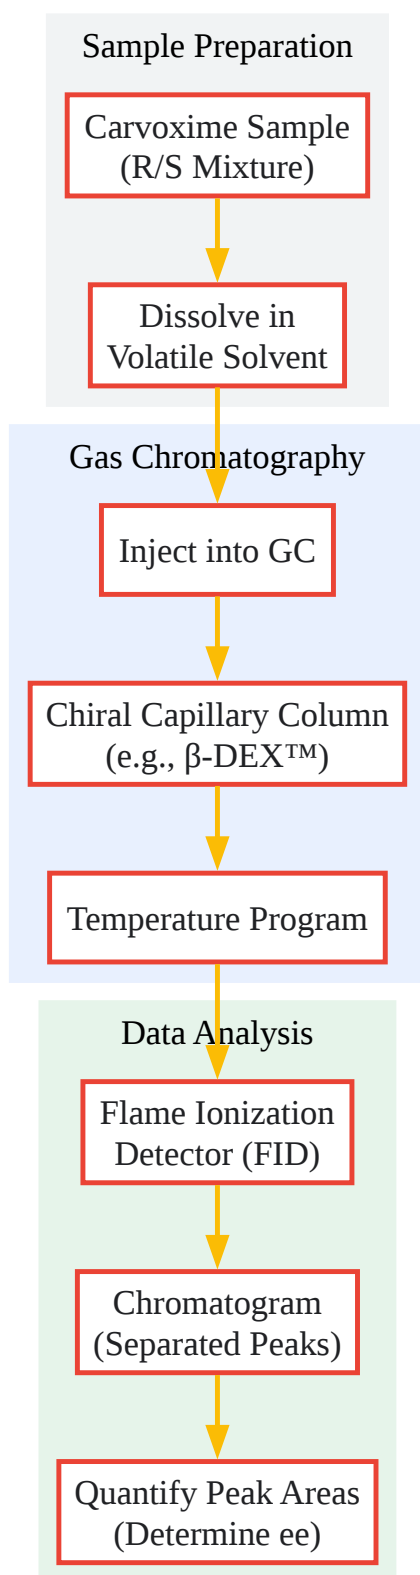 Sample Preparation
Carvoxime Sample
(R/S Mixture)
Dissolve in
Volatile Solvent
Gas Chromatography
Inject into GC
Chiral Capillary Column
(e.g., β-DEX™)
Temperature Program
Data Analysis
Flame Ionization
Detector (FID)
Chromatogram
(Separated Peaks)
Quantify Peak Areas
(Determine ee)